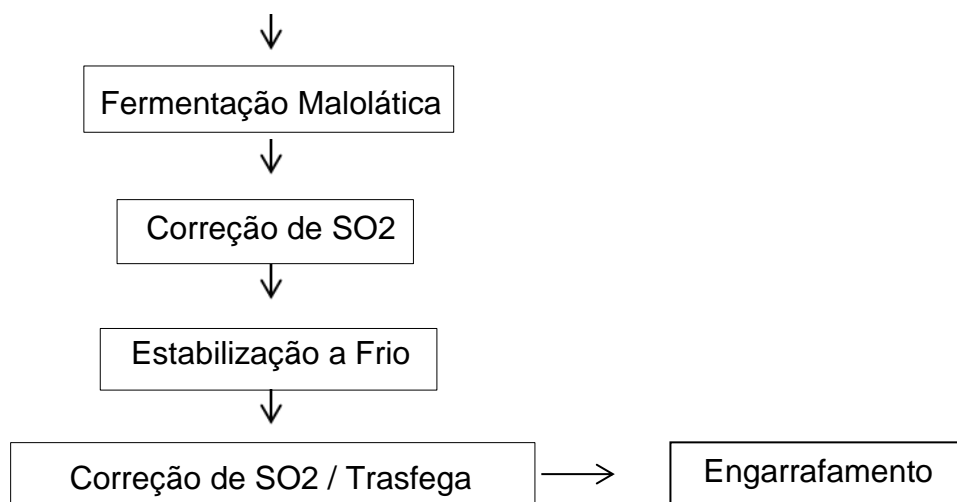 Fermentação Malolática
Correção de SO2
Estabilização a Frio
Correção de SO2 / Trasfega
Engarrafamento